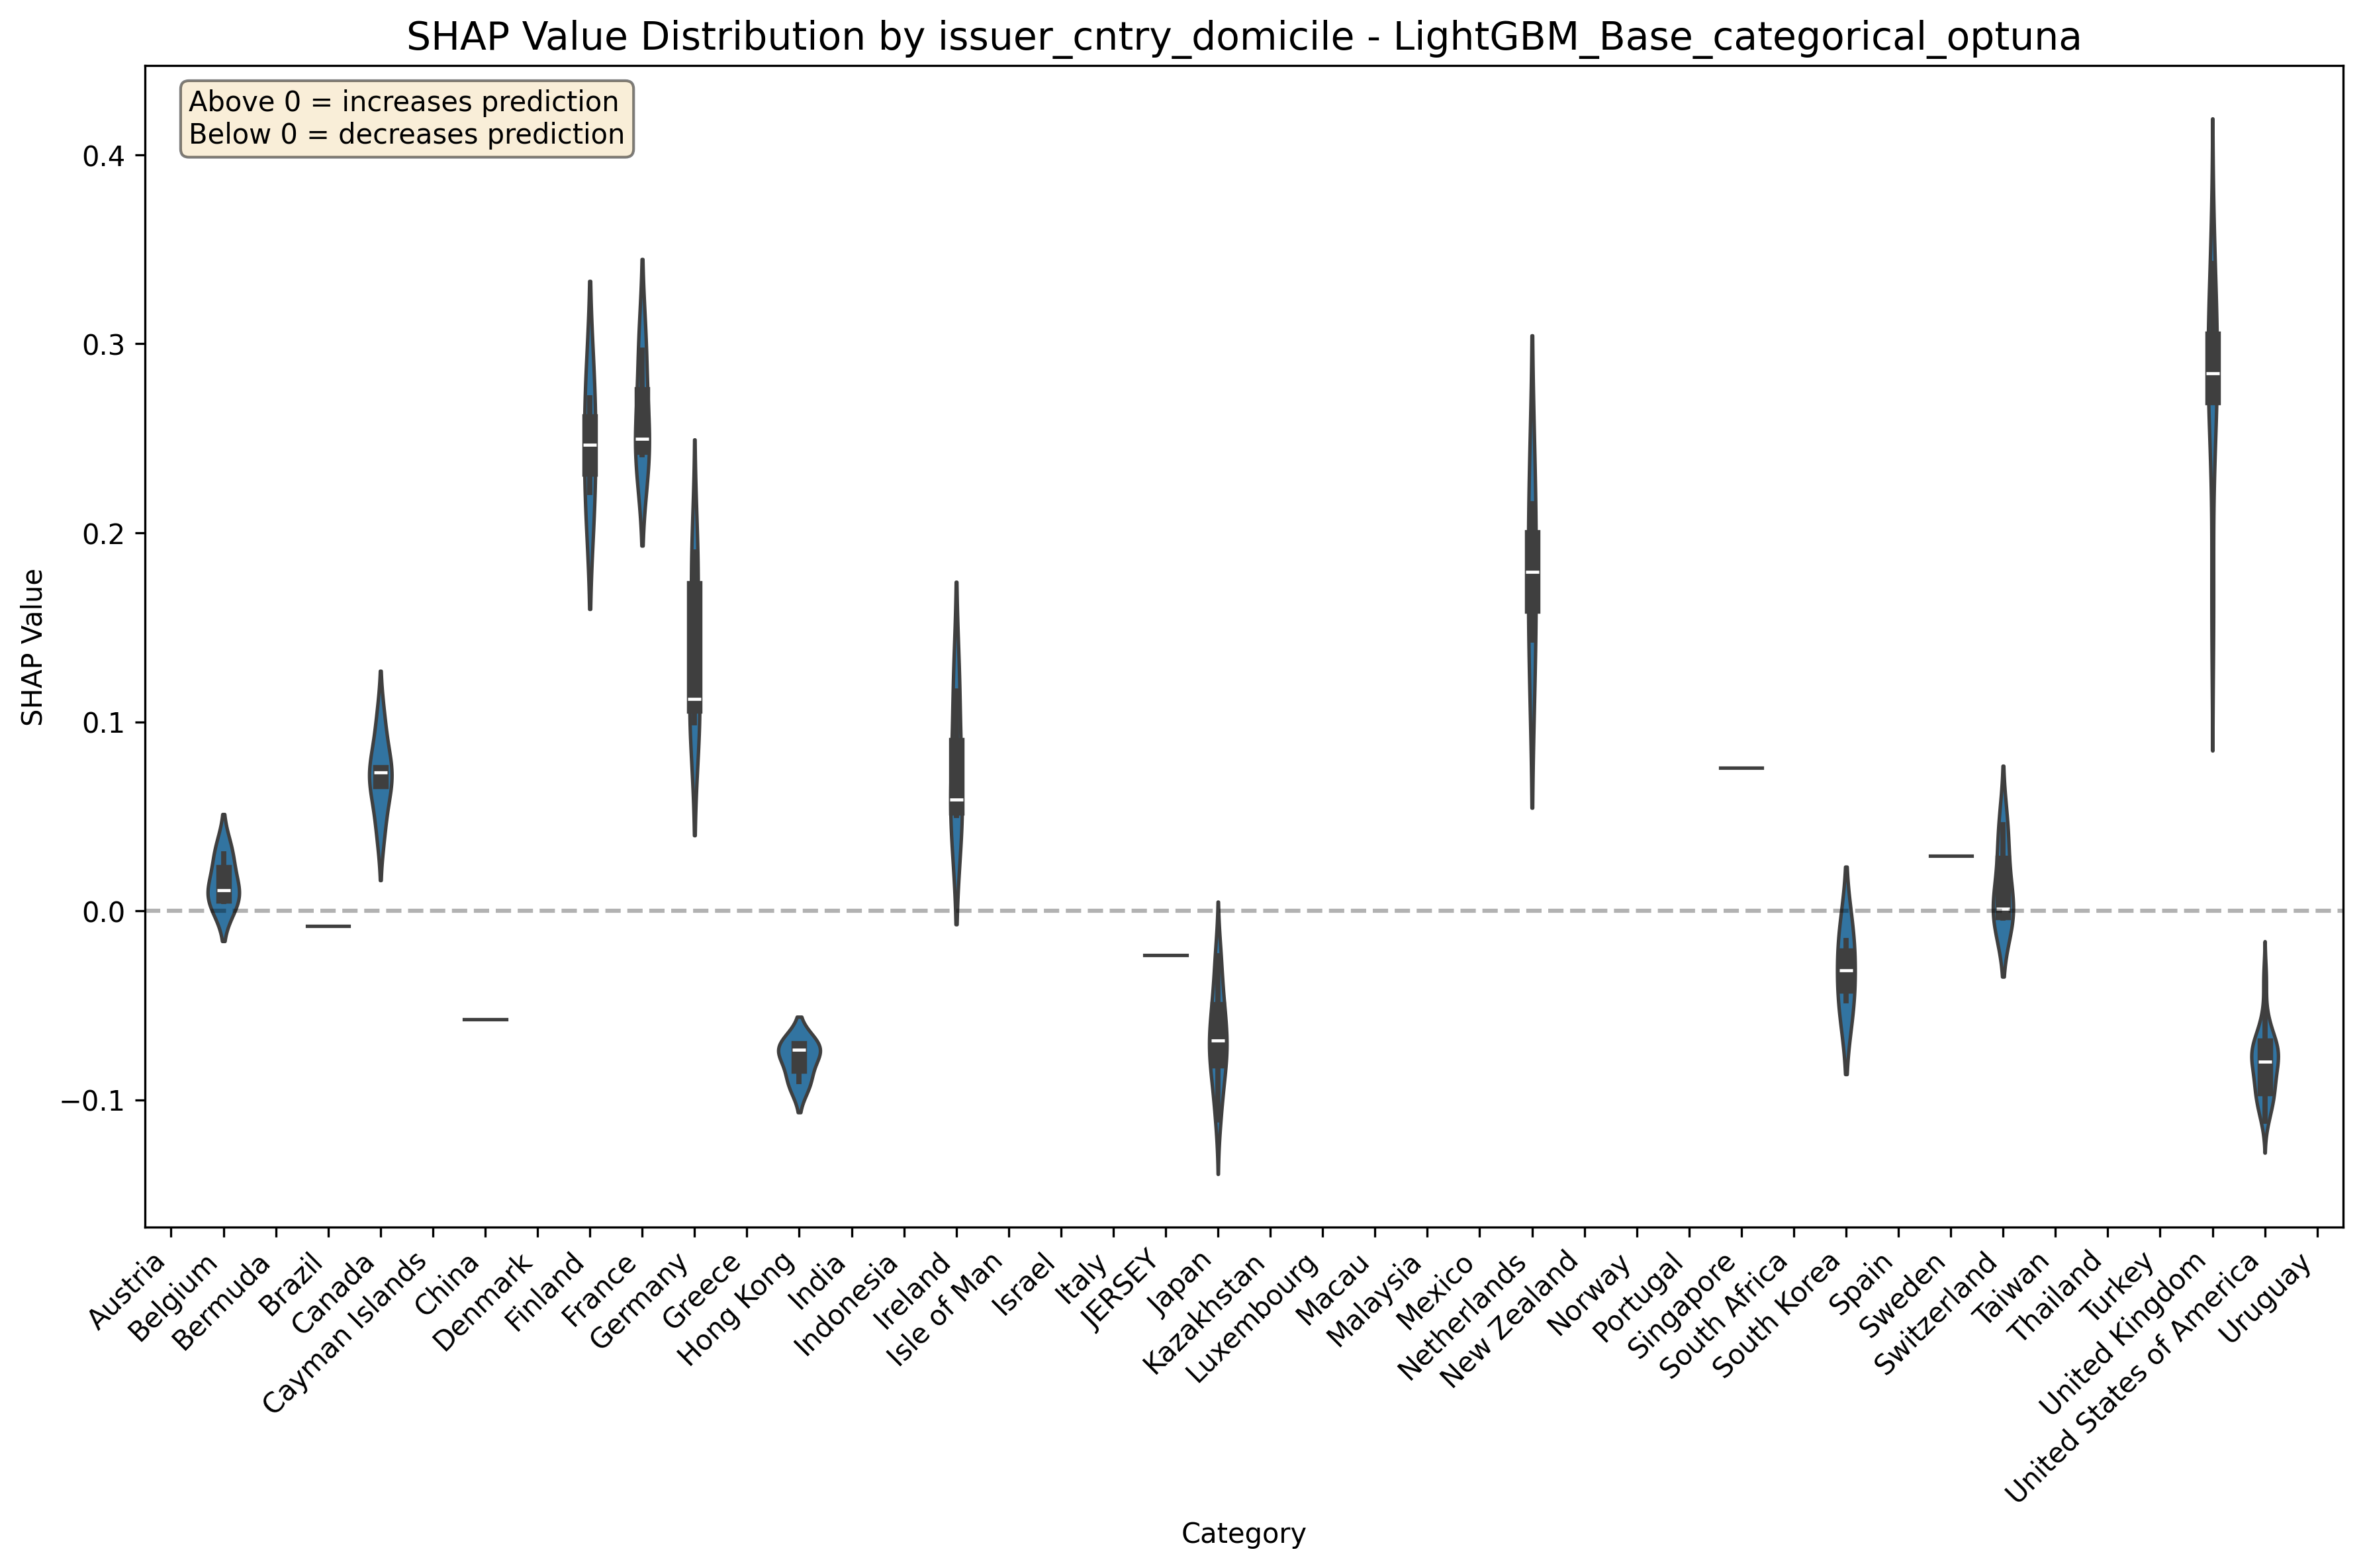 SHAP Value Distribution by issuer_cntry_domicile - LightGBM_Base_categorical_optuna
Above 0 = increases prediction
Below 0 = decreases prediction
SHAP Value
0.4
0.3
0.2
0.1
0.0
−0.1
Austria
Belgium
Bermuda
Brazil
Canada
Cayman Islands
China
Denmark
Finland
France
Germany
Greece
Hong Kong
India
Indonesia
Ireland
Isle of Man
Israel
Italy
JERSEY
Japan
Kazakhstan
Luxembourg
Macau
Malaysia
Mexico
Netherlands
New Zealand
Norway
Portugal
Singapore
South Africa
South Korea
Spain
Sweden
Switzerland
Taiwan
Thailand
Turkey
United Kingdom
United States of America
Uruguay
Category